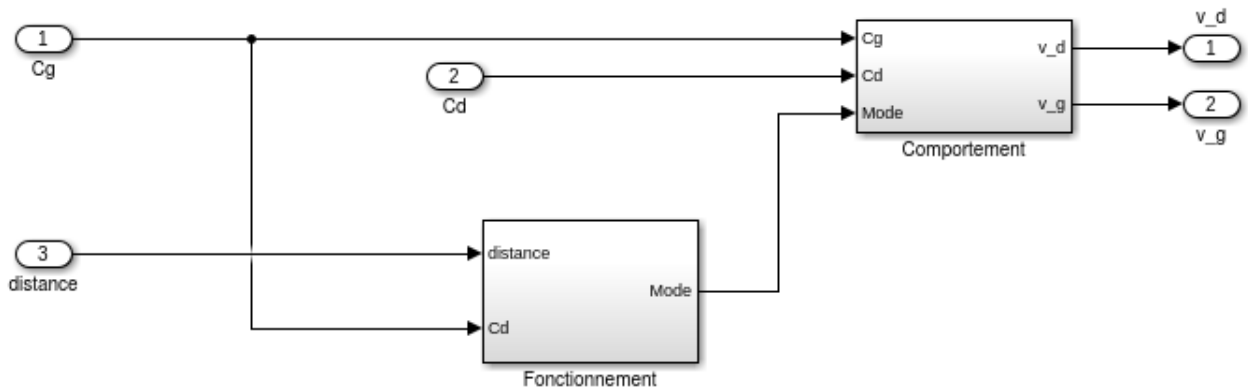 v_d
1
Cg
Cg
v_d
1
2
Cd
Cd
Mode
v_g
2
v_g
Comportement
3
distance
distance
Mode
Cd
Fonctionnement